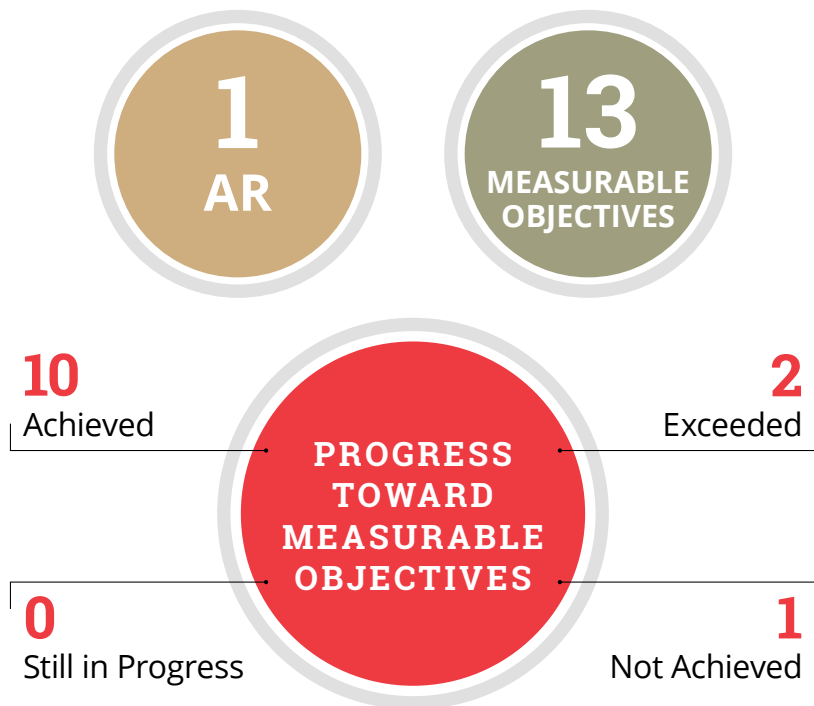 1
AR
13
MEASURABLE
OBJECTIVES
10
Achieved
2
Exceeded
PROGRESS
TOWARD
MEASURABLE
OBJECTIVES
0
Still in Progress
1
Not Achieved